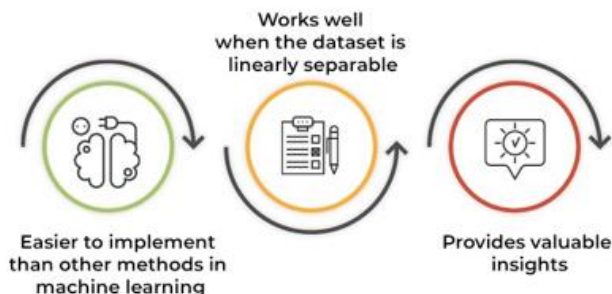 Works well
when the dataset is
linearly separable
Easier to implement
than other methods in
machine learning
Provides valuable
insights